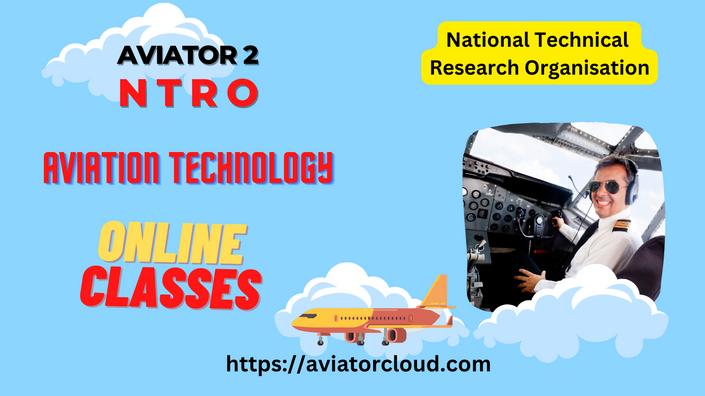 AVIATOR 2
NTRO
National Technical
Research Organisation
AVIATION TECHNOLOGY
ONLINE
CLASSES
https://aviatorcloud.com